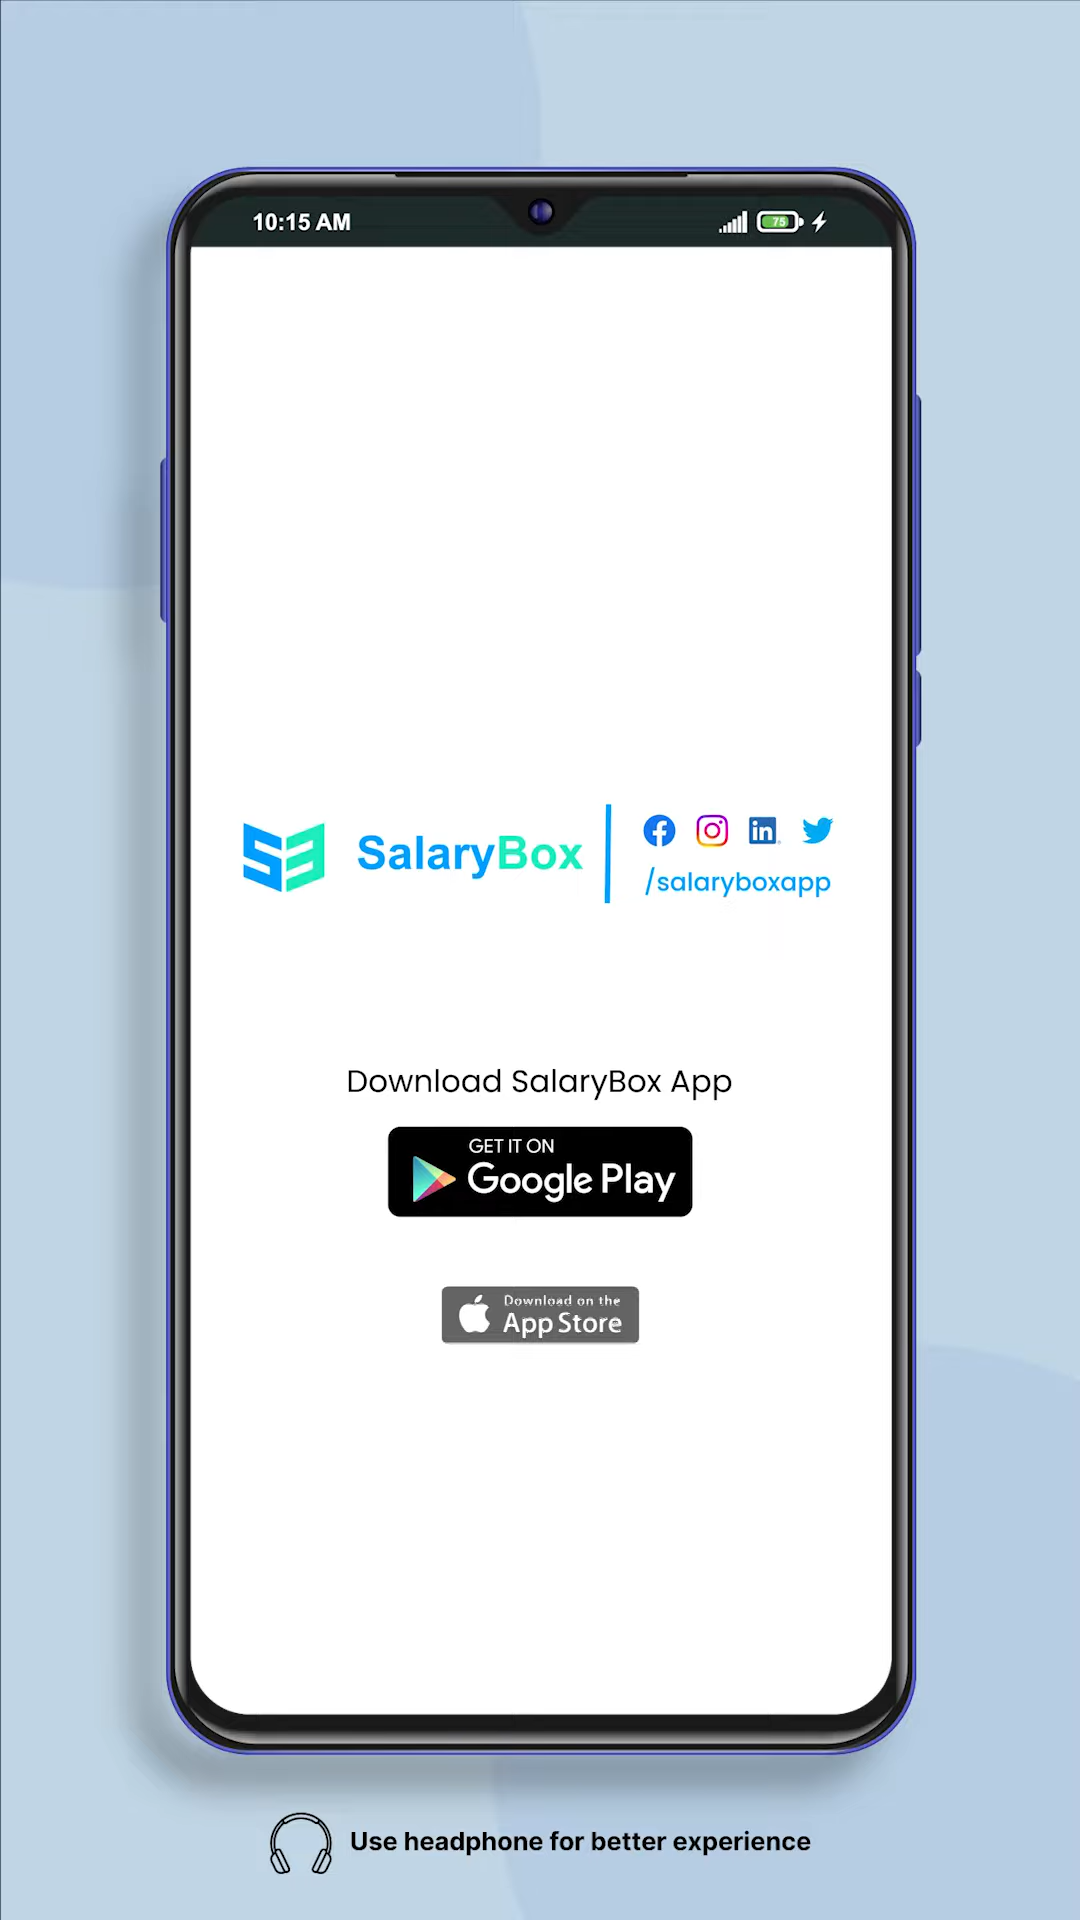 10:15 AM
75
SalaryBox
/salaryboxapp
Download SalaryBox App
GET IT ON
Google Play
Download on the
App Store
Use headphone for better experience